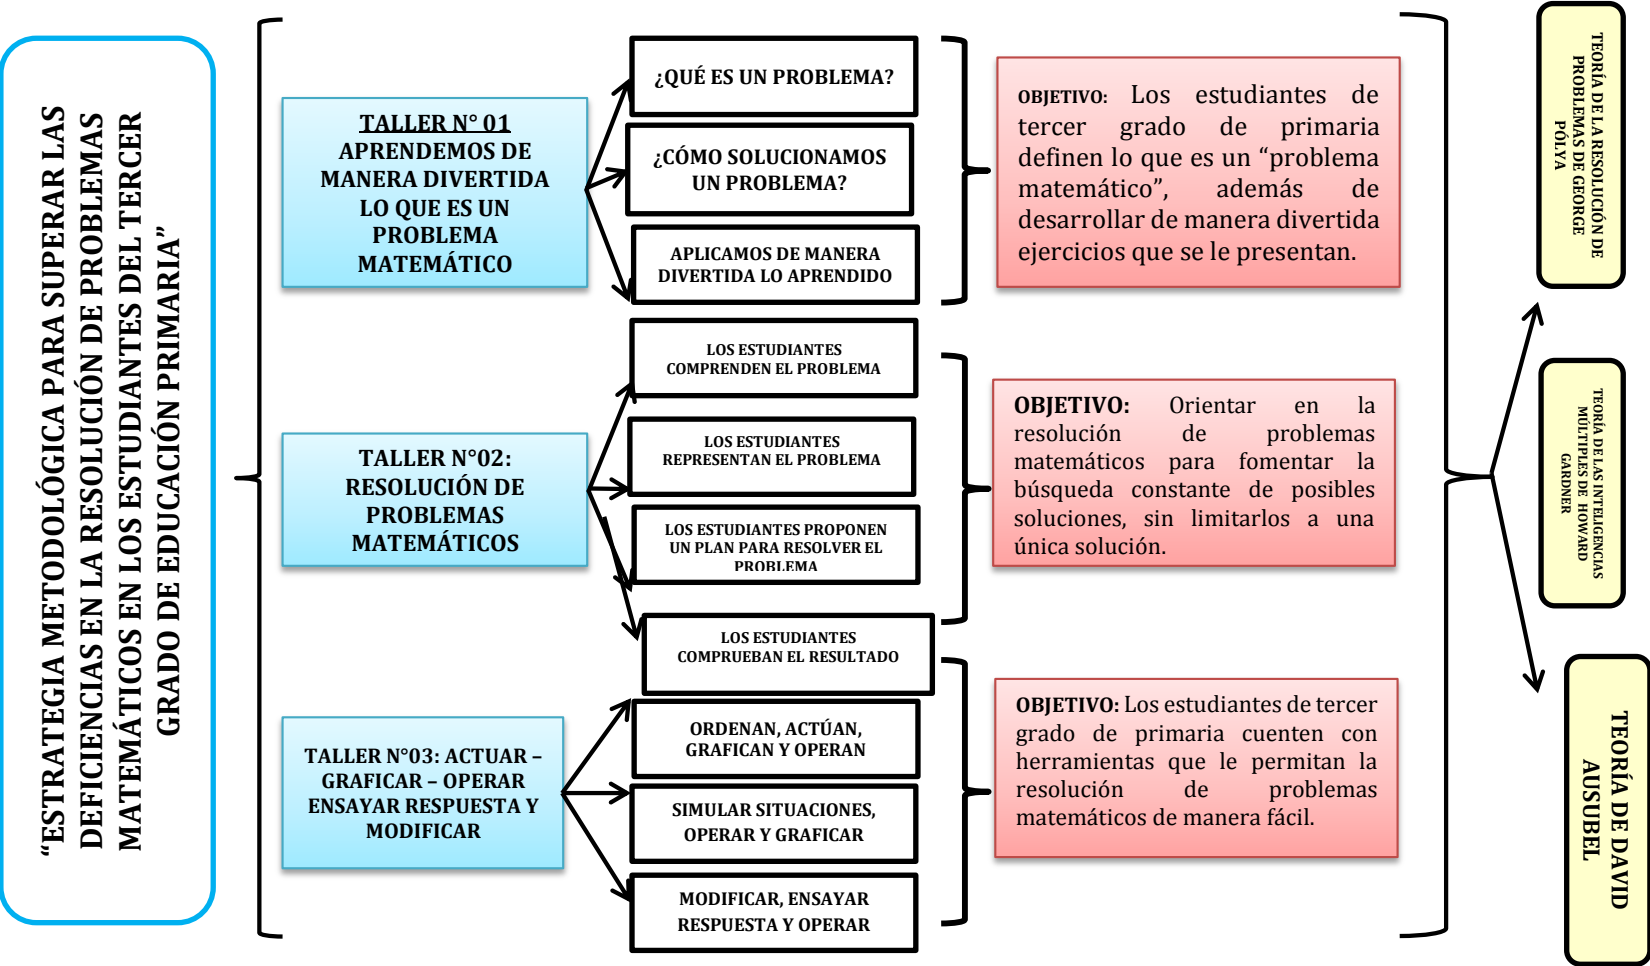 “ESTRATEGIA METODOLÓGICA PARA SUPERAR LAS
DEFICIENCIAS EN LA RESOLUCIÓN DE PROBLEMAS
MATEMÁTICOS EN LOS ESTUDIANTES DEL TERCER
GRADO DE EDUCACIÓN PRIMARIA”
TALLER N° 01
APRENDEMOS DE
MANERA DIVERTIDA
LO QUE ES UN
PROBLEMA
MATEMÁTICO
¿QUÉ ES UN PROBLEMA?
¿CÓMO SOLUCIONAMOS
UN PROBLEMA?
APLICAMOS DE MANERA
DIVERTIDA LO APRENDIDO
OBJETIVO: Los estudiantes de
tercer grado de primaria
definen lo que es un “problema
matemático”, además de
desarrollar de manera divertida
ejercicios que se le presentan.
TALLER N°02:
RESOLUCIÓN DE
PROBLEMAS
MATEMÁTICOS
LOS ESTUDIANTES
COMPRENDEN EL PROBLEMA
LOS ESTUDIANTES
REPRESENTAN EL PROBLEMA
LOS ESTUDIANTES PROPONEN
UN PLAN PARA RESOLVER EL
PROBLEMA
LOS ESTUDIANTES
COMPRUEBAN EL RESULTADO
OBJETIVO: Orientar en la
resolución de problemas
matemáticos para fomentar la
búsqueda constante de posibles
soluciones, sin limitarlos a una
única solución.
TALLER N°03: ACTUAR –
GRAFICAR – OPERAR
ENSAYAR RESPUESTA Y
MODIFICAR
ORDENAN, ACTÚAN,
GRAFICAN Y OPERAN
SIMULAR SITUACIONES,
OPERAR Y GRAFICAR
MODIFICAR, ENSAYAR
RESPUESTA Y OPERAR
OBJETIVO: Los estudiantes de tercer
grado de primaria cuenten con
herramientas que le permitan la
resolución de problemas
matemáticos de manera fácil.
TEORÍA DE LA RESOLUCIÓN DE
PROBLEMAS DE GEORGE
PÓLYA
TEORÍA DE LAS INTELIGENCIAS
MÚLTIPLES DE HOWARD
GARDNER
TEORÍA DE DAVID
AUSUBEL